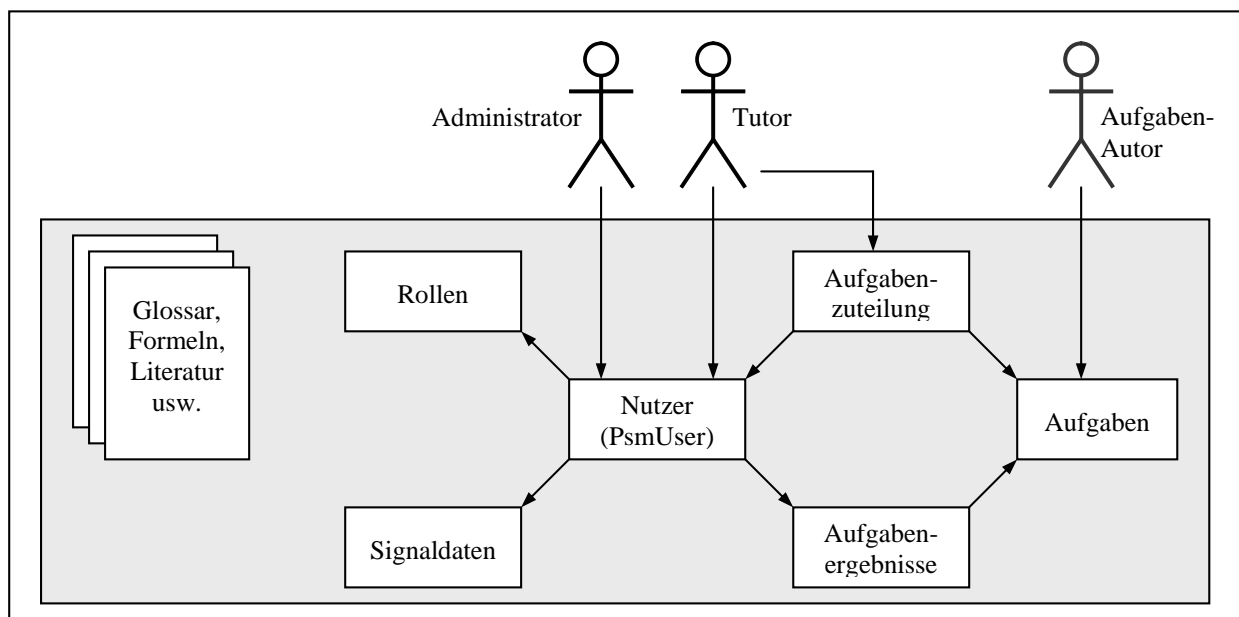 Administrator
Tutor
Aufgaben-
Autor
Glossar,
Formeln,
Literatur
usw.
Rollen
Aufgaben-
zuteilung
Nutzer
(PsmUser)
Aufgaben
Signaldaten
Aufgaben-
ergebnisse